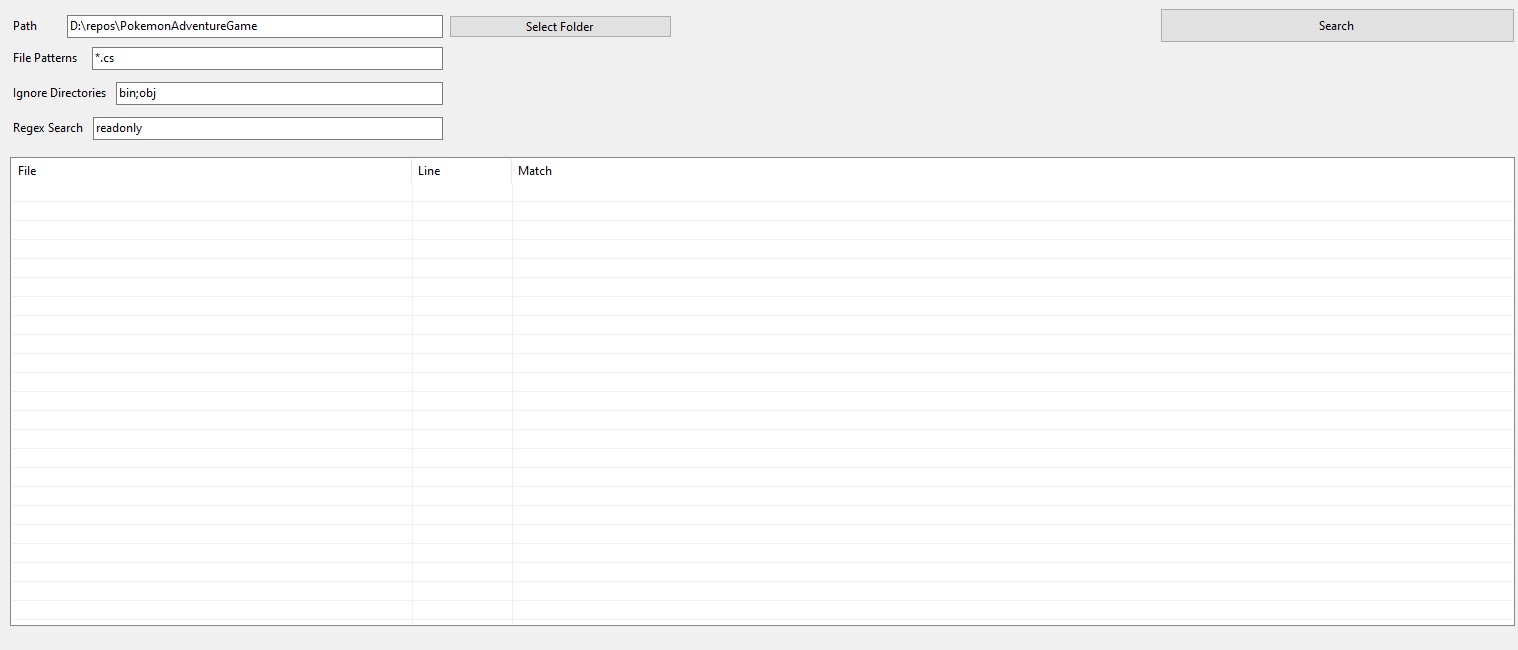 Path D:\repos\PokemonAdventureGame Select Folder Search
File Patterns *.cs
Ignore Directories bin;obj
Regex Search readonly
File Line Match